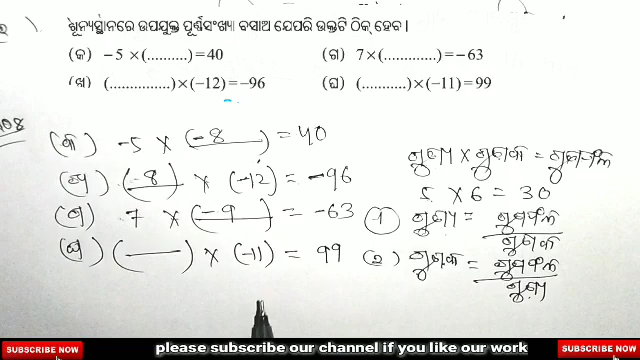 ଶୂନ୍ୟସ୍ଥାନରେ ଉପଯୁକ୍ତ ପୂର୍ଣ୍ଣସଂଖ୍ୟା ବସାଅ ଯେପରି ଉକ୍ତିଟି ଠିକ୍ ହେବ ।
(କ) −5 ×(..........) = 40 (ଗ) 7 ×(.............) = −63
(ଖ) (...............) ×(−12) = −96 (ଘ) (...........) ×(−11) = 99
(କ) -5 × (-8) = 40
(ଖ) (-8) × (-12) = -96
(ଗ) 7 × (-9) = -63
(ଘ) (———) × (-11) = 99
ଗୁଣ୍ୟ × ଗୁଣକ = ଗୁଣଫଳ
5 × 6 = 30
① ଗୁଣ୍ୟ = ଗୁଣଫଳ / ଗୁଣକ
(୨) ଗୁଣକ = ଗୁଣଫଳ / ଗୁଣ୍ୟ
SUBSCRIBE NOW please subscribe our channel if you like our work SUBSCRIBE NOW